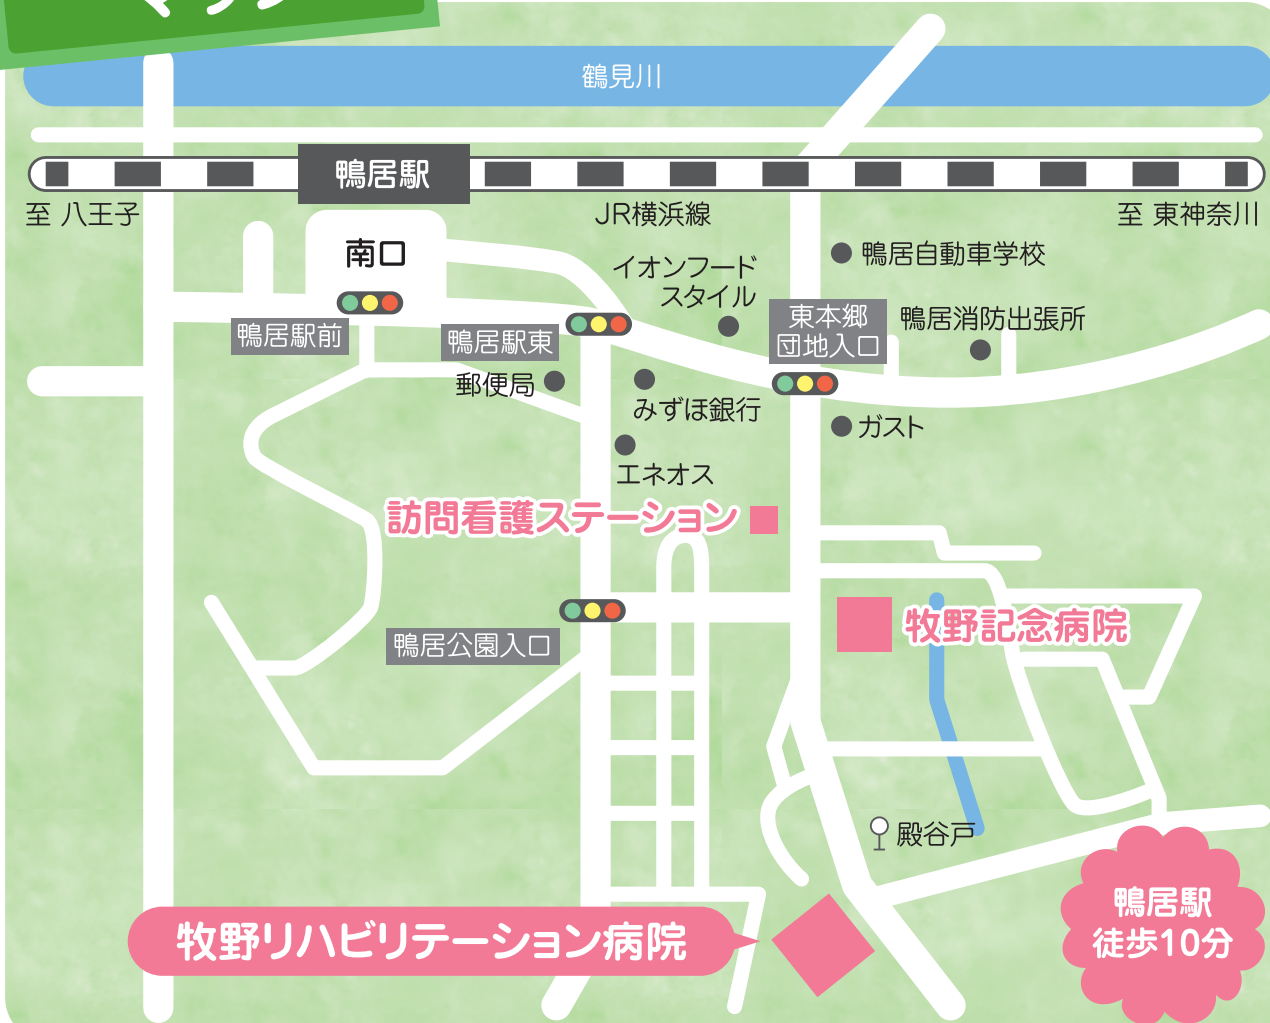 マップ
鶴見川
鴨居駅
至 八王子
JR横浜線
至 東神奈川
南口
鴨居自動車学校
イオンフード
スタイル
東本郷
団地入口
鴨居消防出張所
鴨居駅前
鴨居駅東
郵便局
みずほ銀行
ガスト
エネオス
訪問看護ステーション
牧野記念病院
鴨居公園入口
殿谷戸
鴨居駅
徒歩10分
牧野リハビリテーション病院